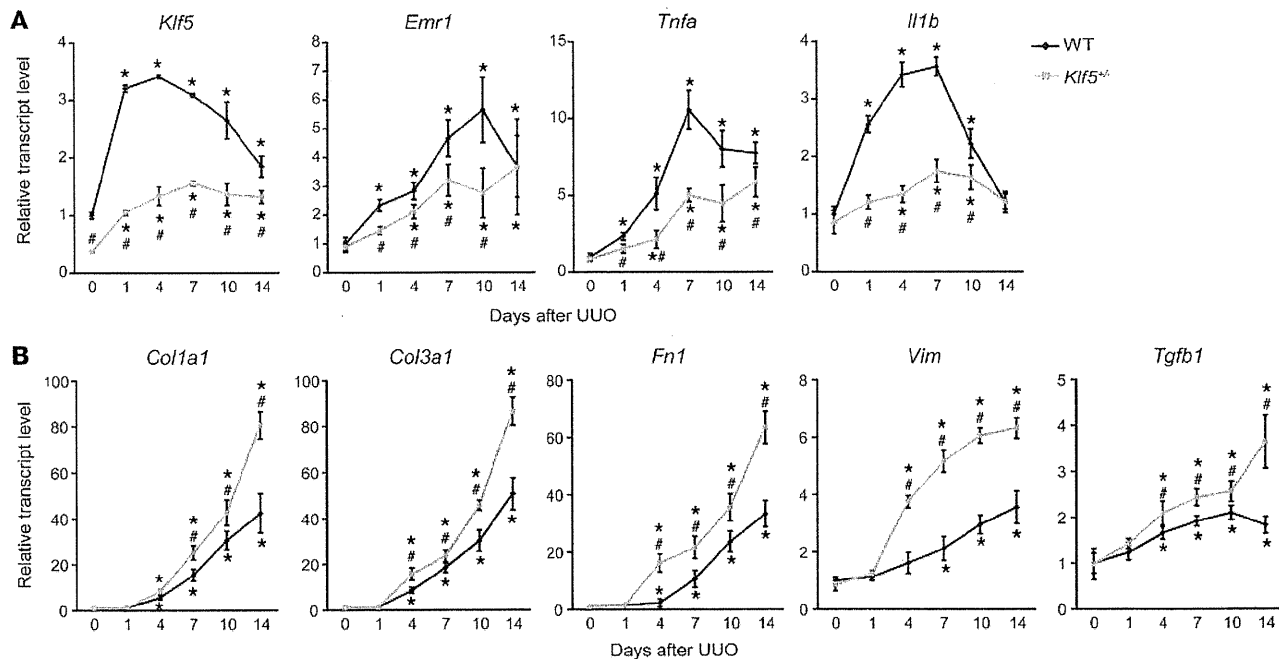 A
Klf5
Emr1
Tnfa
Il1b
WT
Klf5+/-
Relative transcript level
4
3
2
1
0
8
7
6
5
4
3
2
1
0
15
10
5
0
4
3
2
1
0
* * * * *
# * # * # * # * # * #
* * * * *
# * # * # * # *
* * * * *
# *# * # * # * #
* * * *
# * # * # * #
0 1 4 7 10 14
0 1 4 7 10 14
0 1 4 7 10 14
0 1 4 7 10 14
Days after UUO
B
Col1a1
Col3a1
Fn1
Vim
Tgfb1
Relative transcript level
100
80
60
40
20
0
100
80
60
40
20
0
80
60
40
20
0
8
6
4
2
0
5
4
3
2
1
0
* * # * # * #
* * * *
* # * # * # * #
* * * *
* # * # * # * #
* * * *
* # * # * # * #
* * *
* # * # * # * #
* * * *
0 1 4 7 10 14
0 1 4 7 10 14
0 1 4 7 10 14
0 1 4 7 10 14
0 1 4 7 10 14
Days after UUO